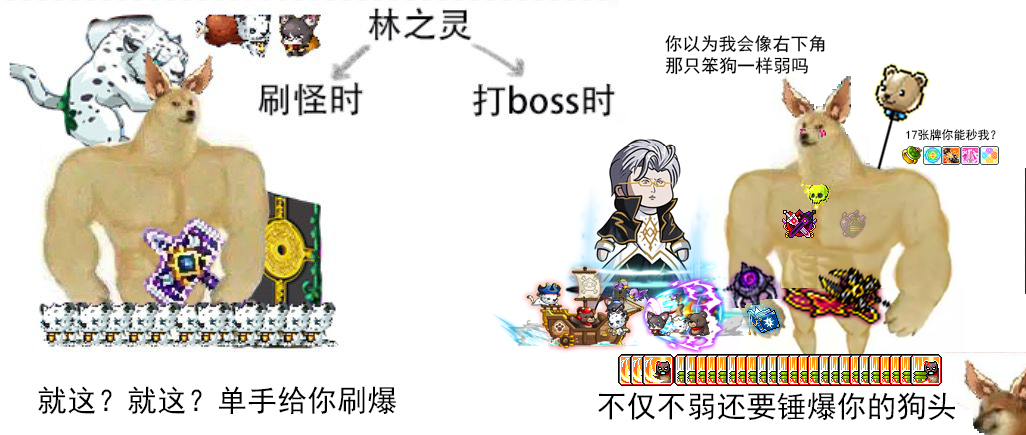 林之灵
刷怪时
打boss时
你以为我会像右下角
那只笨狗一样弱吗
17张牌你能秒我？
就这？就这？单手给你刷爆
不仅不弱还要锤爆你的狗头